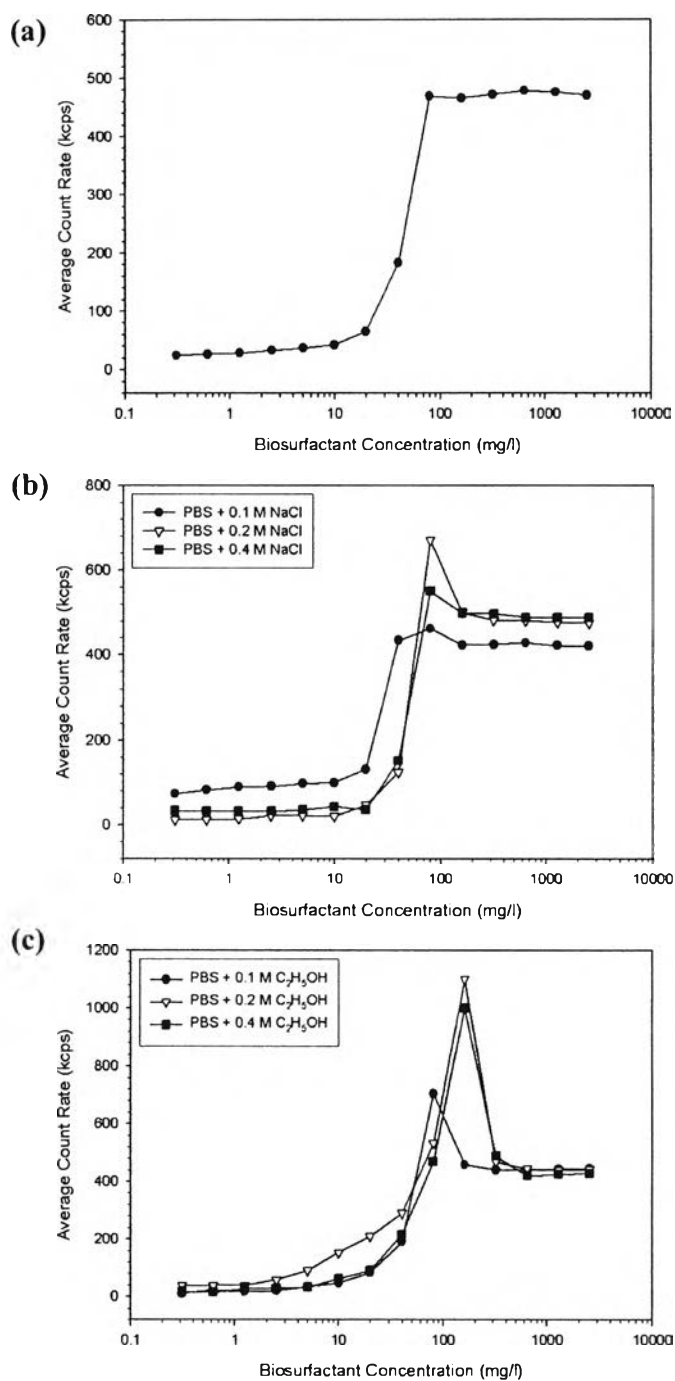 (a)
600
500
400
300
200
100
0
Average Count Rate (kcps)
0.1 1 10 100 1000 10000
Biosurfactant Concentration (mg/l)
(b)
800
600
400
200
0
Average Count Rate (kcps)
PBS + 0.1 M NaCl
PBS + 0.2 M NaCl
PBS + 0.4 M NaCl
0.1 1 10 100 1000 10000
Biosurfactant Concentration (mg/l)
(c)
1200
1000
800
600
400
200
0
Average Count Rate (kcps)
PBS + 0.1 M C₂H₅OH
PBS + 0.2 M C₂H₅OH
PBS + 0.4 M C₂H₅OH
0.1 1 10 100 1000 10000
Biosurfactant Concentration (mg/l)